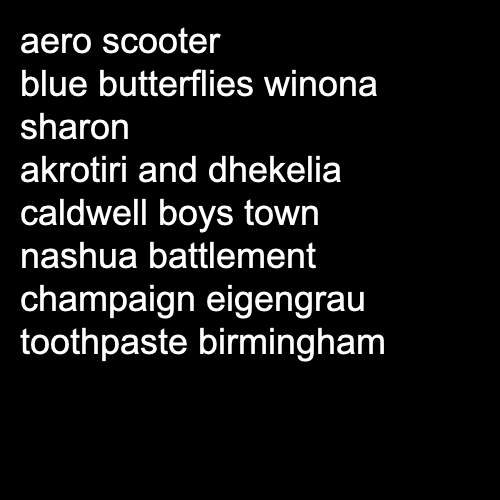 aero scooter
blue butterflies winona
sharon
akrotiri and dhekelia
caldwell boys town
nashua battlement
champaign eigengrau
toothpaste birmingham